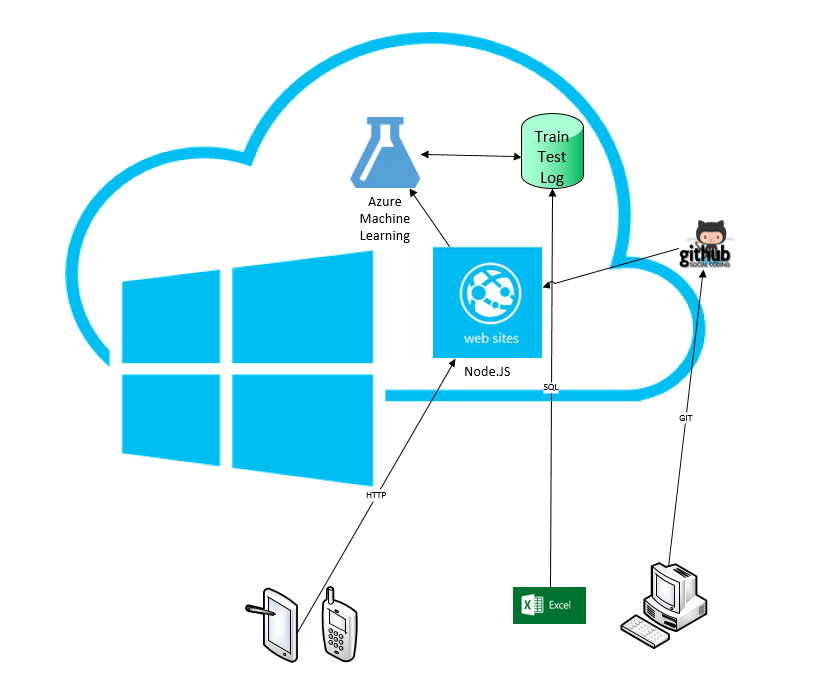 Train
Test
Log
Azure
Machine
Learning
github
SOCIAL CODING
web sites
Node.JS
SQL
GIT
HTTP
X Excel